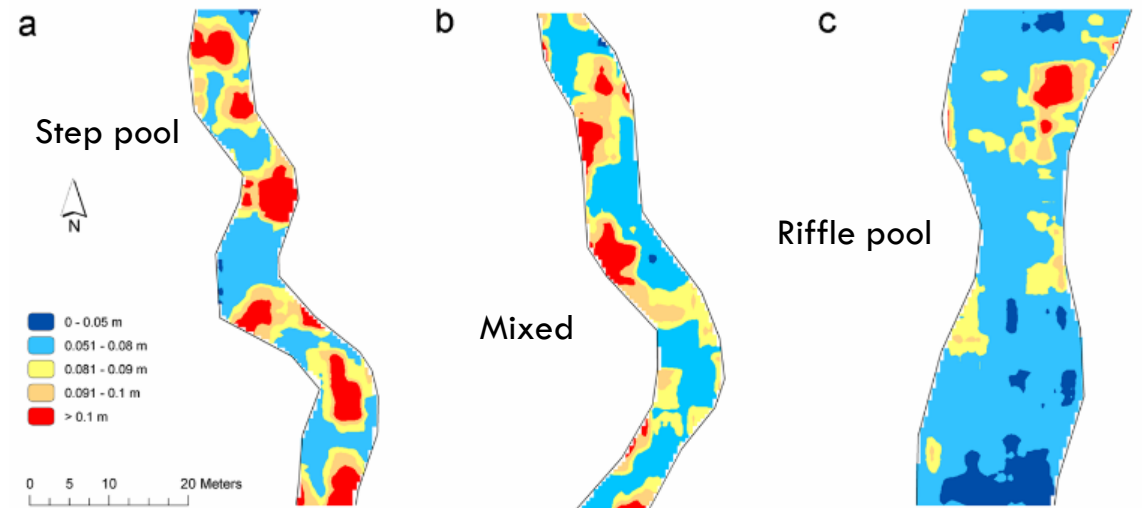 a
b
c
Step pool
N
Riffle pool
Mixed
0 - 0.05 m
0.051 - 0.08 m
0.081 - 0.09 m
0.091 - 0.1 m
> 0.1 m
0 5 10 20 Meters